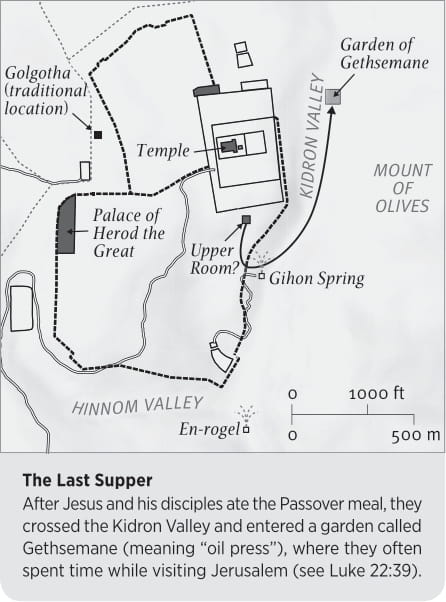 Golgotha
(traditional
location)
Garden of
Gethsemane
KIDRON VALLEY
Temple
MOUNT
OF
OLIVES
Palace of
Herod the
Great
Upper
Room?
Gihon Spring
HINNOM VALLEY
En-rogel
0 1000 ft
0 500 m
The Last Supper
After Jesus and his disciples ate the Passover meal, they
crossed the Kidron Valley and entered a garden called
Gethsemane (meaning “oil press”), where they often
spent time while visiting Jerusalem (see Luke 22:39).